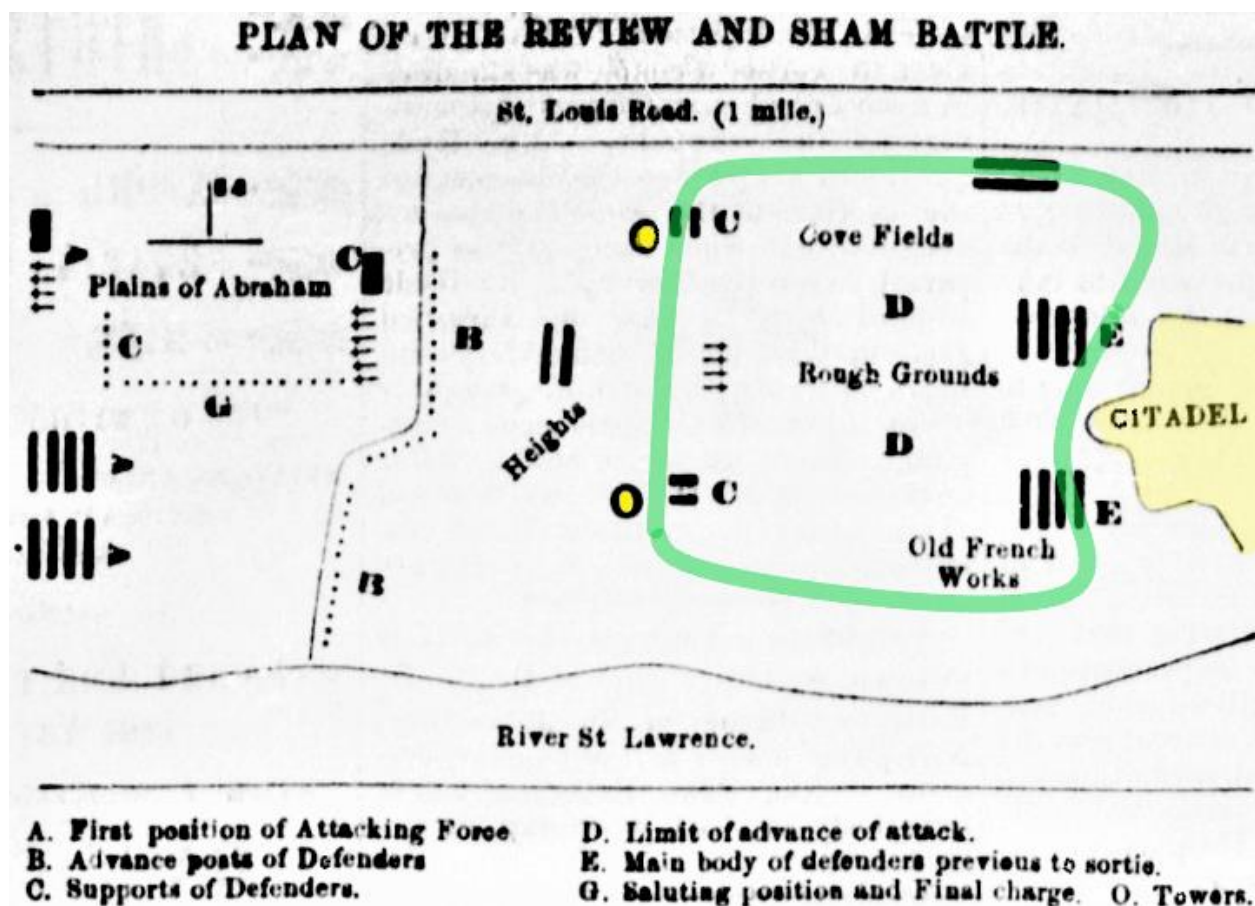 PLAN OF THE REVIEW AND SHAM BATTLE.
St. Louis Road. (1 mile.)
84
A
C
C
Cove Fields
Plains of Abraham
D
C
B
E
Rough Grounds
G
CITADEL
Heights
D
A
C
E
A
Old French
Works
B
River St Lawrence.
A. First position of Attacking Force
B. Advance posts of Defenders
C. Supports of Defenders.
D. Limit of advance of attack.
E. Main body of defenders previous to sortie.
G. Saluting position and Final charge. O. Towers.